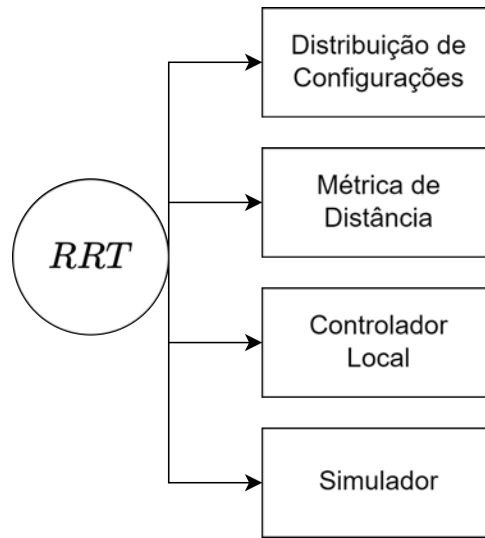 RRT
Distribuição de
Configurações
Métrica de
Distância
Controlador
Local
Simulador